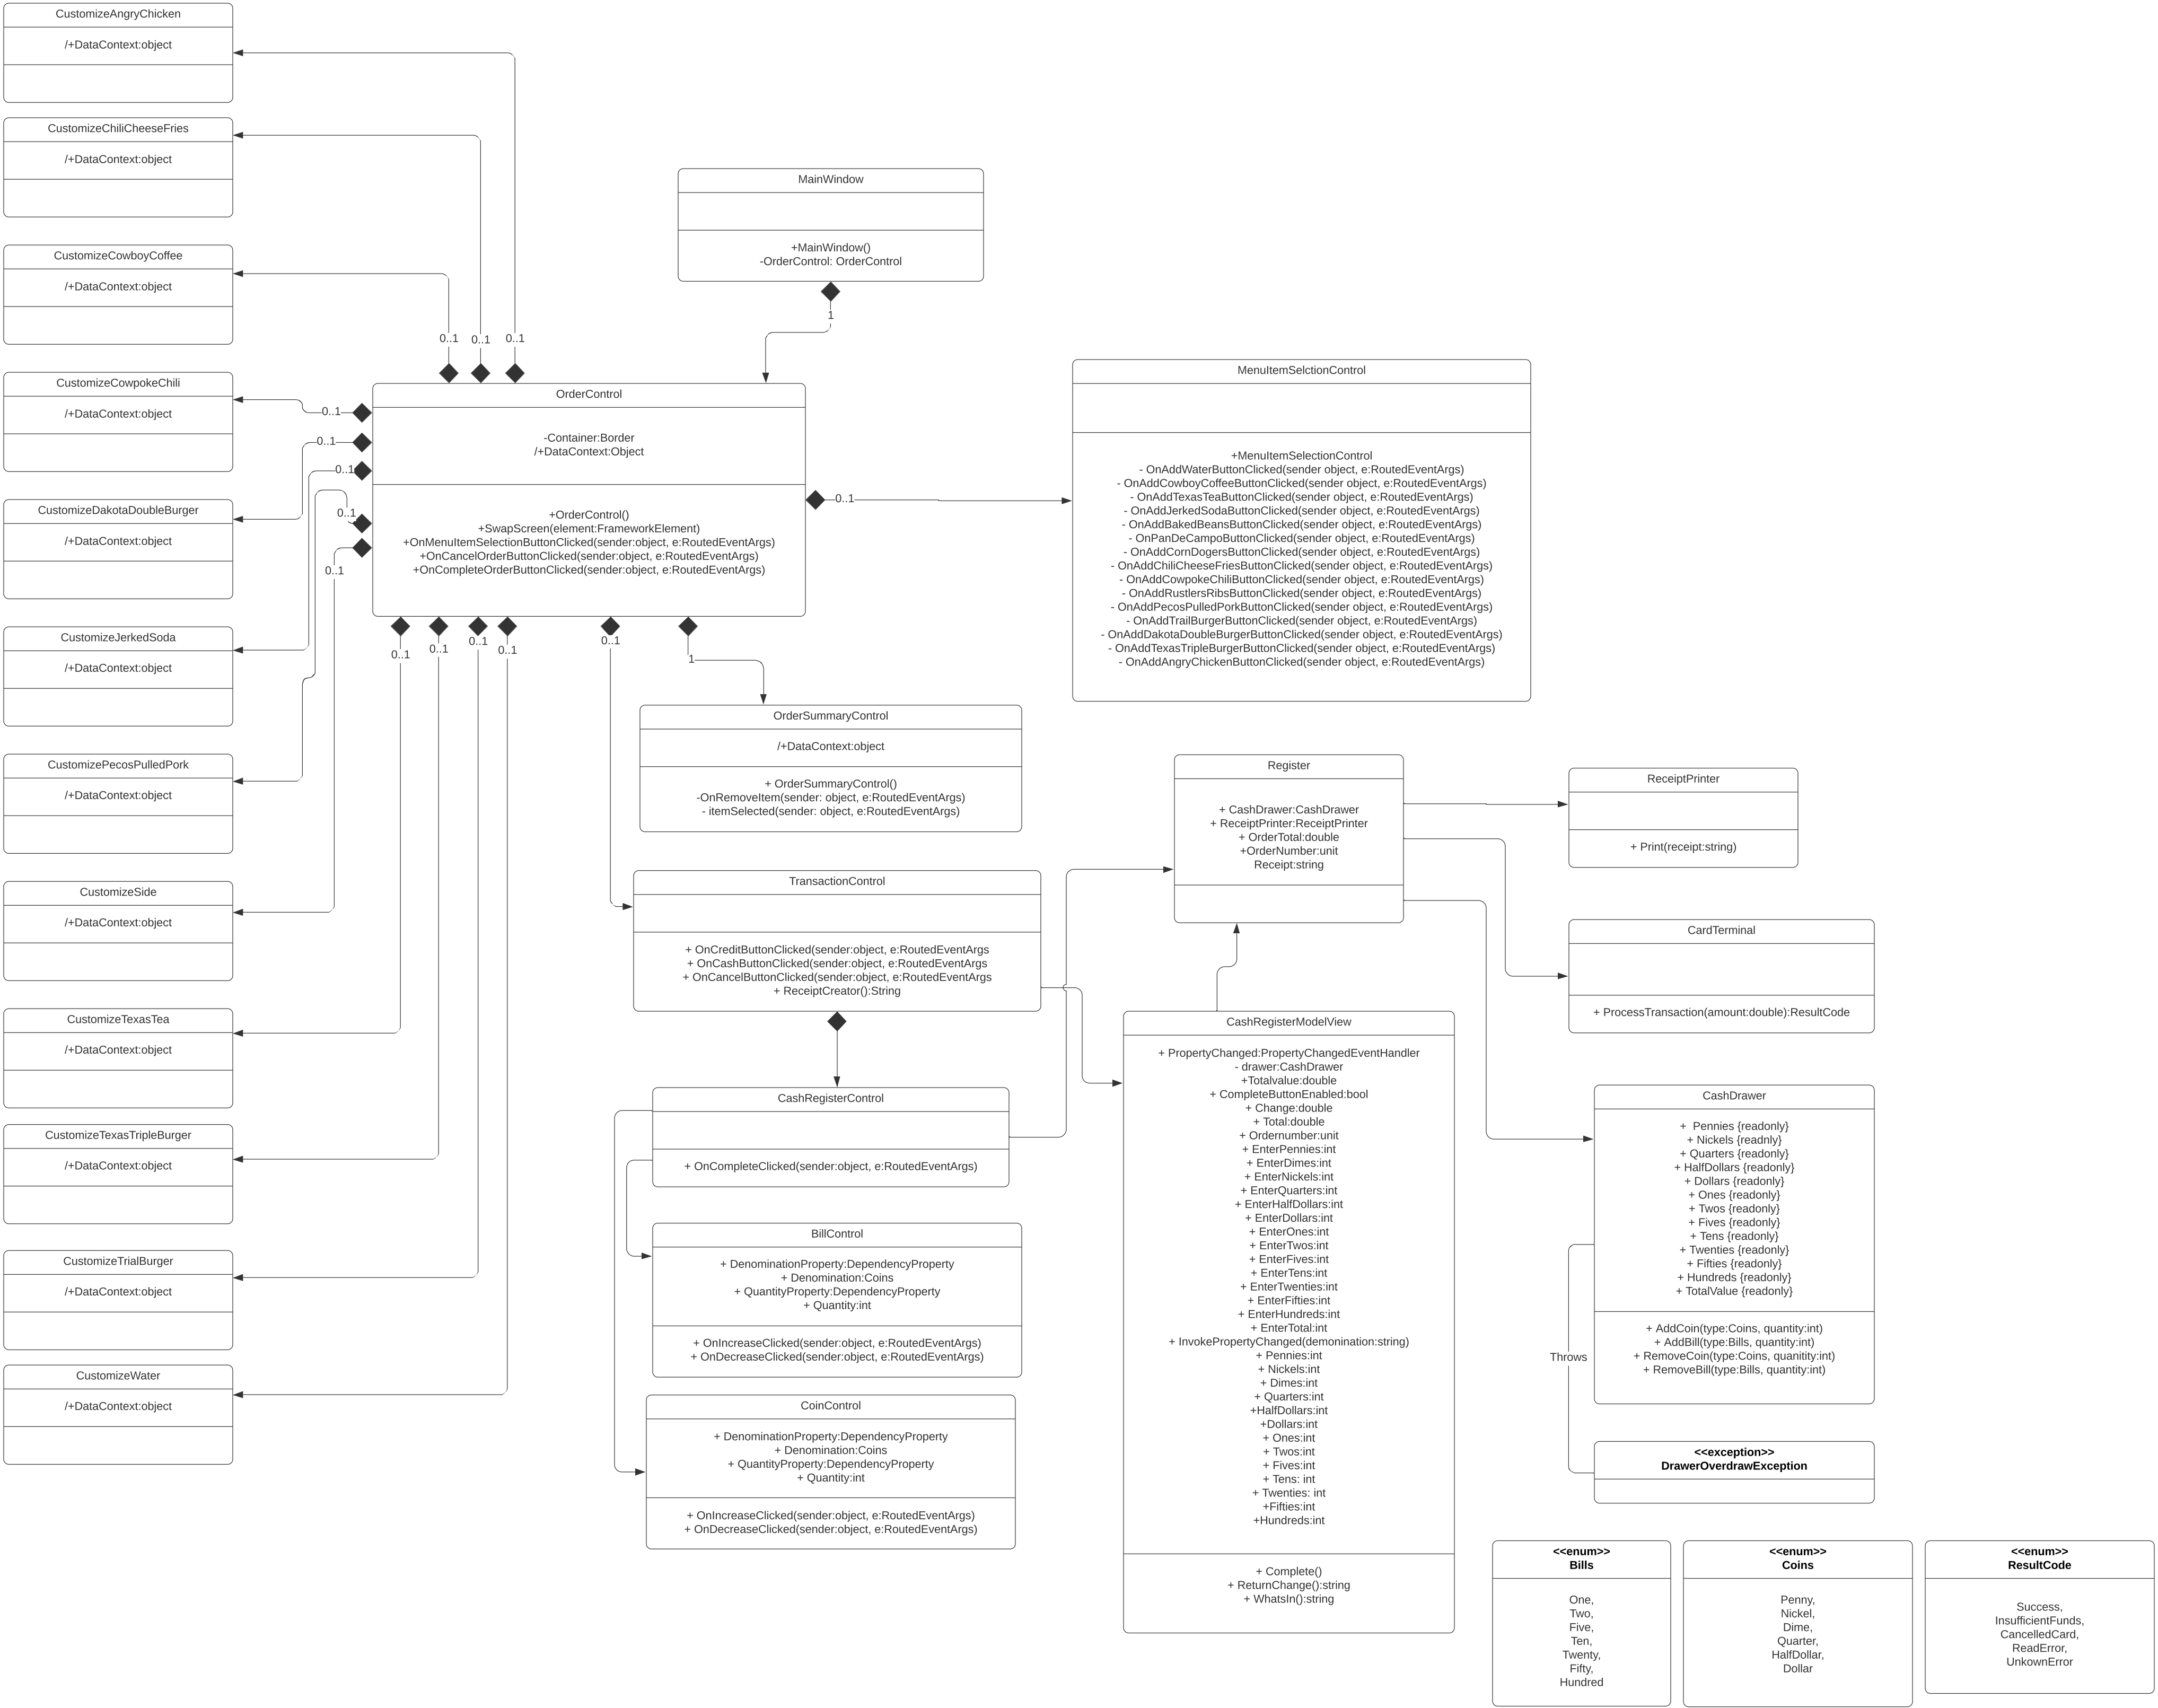 CustomizeAngryChicken
/+DataContext:object
CustomizeChiliCheeseFries
/+DataContext:object
CustomizeCowboyCoffee
/+DataContext:object
CustomizeCowpokeChili
/+DataContext:object
CustomizeDakotaDoubleBurger
/+DataContext:object
CustomizeJerkedSoda
/+DataContext:object
CustomizePecosPulledPork
/+DataContext:object
CustomizeSide
/+DataContext:object
CustomizeTexasTea
/+DataContext:object
CustomizeTexasTripleBurger
/+DataContext:object
CustomizeTrialBurger
/+DataContext:object
CustomizeWater
/+DataContext:object
0..1
0..1
0..1
0..1
0..1
0..1
0..1
0..1
MainWindow
+MainWindow()
-OrderControl: OrderControl
1
OrderControl
-Container:Border
/+DataContext:Object
+OrderControl()
+SwapScreen(element:FrameworkElement)
+OnMenuItemSelectionButtonClicked(sender:object, e:RoutedEventArgs)
+OnCancelOrderButtonClicked(sender:object, e:RoutedEventArgs)
+OnCompleteOrderButtonClicked(sender:object, e:RoutedEventArgs)
0..1
0..1
0..1
0..1
0..1
0..1
1
MenuItemSelctionControl
+MenuItemSelectionControl
- OnAddWaterButtonClicked(sender object, e:RoutedEventArgs)
- OnAddCowboyCoffeeButtonClicked(sender object, e:RoutedEventArgs)
- OnAddTexasTeaButtonClicked(sender object, e:RoutedEventArgs)
- OnAddJerkedSodaButtonClicked(sender object, e:RoutedEventArgs)
- OnAddBakedBeansButtonClicked(sender object, e:RoutedEventArgs)
- OnPanDeCampoButtonClicked(sender object, e:RoutedEventArgs)
- OnAddCornDogersButtonClicked(sender object, e:RoutedEventArgs)
- OnAddChiliCheeseFriesButtonClicked(sender object, e:RoutedEventArgs)
- OnAddCowpokeChiliButtonClicked(sender object, e:RoutedEventArgs)
- OnAddRustlersRibsButtonClicked(sender object, e:RoutedEventArgs)
- OnAddPecosPulledPorkButtonClicked(sender object, e:RoutedEventArgs)
- OnAddTrailBurgerButtonClicked(sender object, e:RoutedEventArgs)
- OnAddDakotaDoubleBurgerButtonClicked(sender object, e:RoutedEventArgs)
- OnAddTexasTripleBurgerButtonClicked(sender object, e:RoutedEventArgs)
- OnAddAngryChickenButtonClicked(sender object, e:RoutedEventArgs)
OrderSummaryControl
/+DataContext:object
+ OrderSummaryControl()
-OnRemoveItem(sender: object, e:RoutedEventArgs)
- itemSelected(sender: object, e:RoutedEventArgs)
TransactionControl
+ OnCreditButtonClicked(sender:object, e:RoutedEventArgs
+ OnCashButtonClicked(sender:object, e:RoutedEventArgs
+ OnCancelButtonClicked(sender:object, e:RoutedEventArgs
+ ReceiptCreator():String
CashRegisterControl
+ OnCompleteClicked(sender:object, e:RoutedEventArgs)
BillControl
+ DenominationProperty:DependencyProperty
+ Denomination:Coins
+ QuantityProperty:DependencyProperty
+ Quantity:int
+ OnIncreaseClicked(sender:object, e:RoutedEventArgs)
+ OnDecreaseClicked(sender:object, e:RoutedEventArgs)
CoinControl
+ DenominationProperty:DependencyProperty
+ Denomination:Coins
+ QuantityProperty:DependencyProperty
+ Quantity:int
+ OnIncreaseClicked(sender:object, e:RoutedEventArgs)
+ OnDecreaseClicked(sender:object, e:RoutedEventArgs)
Register
+ CashDrawer:CashDrawer
+ ReceiptPrinter:ReceiptPrinter
+ OrderTotal:double
+OrderNumber:unit
Receipt:string
CashRegisterModelView
+ PropertyChanged:PropertyChangedEventHandler
- drawer:CashDrawer
+Totalvalue:double
+ CompleteButtonEnabled:bool
+ Change:double
+ Total:double
+ Ordernumber:unit
+ EnterPennies:int
+ EnterDimes:int
+ EnterNickels:int
+ EnterQuarters:int
+ EnterHalfDollars:int
+ EnterDollars:int
+ EnterOnes:int
+ EnterTwos:int
+ EnterFives:int
+ EnterTens:int
+ EnterTwenties:int
+ EnterFifties:int
+ EnterHundreds:int
+ EnterTotal:int
+ InvokePropertyChanged(demonination:string)
+ Pennies:int
+ Nickels:int
+ Dimes:int
+ Quarters:int
+HalfDollars:int
+Dollars:int
+ Ones:int
+ Twos:int
+ Fives:int
+ Tens: int
+ Twenties: int
+Fifties:int
+Hundreds:int
+ Complete()
+ ReturnChange():string
+ WhatsIn():string
ReceiptPrinter
+ Print(receipt:string)
CardTerminal
+ ProcessTransaction(amount:double):ResultCode
CashDrawer
+ Pennies {readonly}
+ Nickels {readnly}
+ Quarters {readonly}
+ HalfDollars {readonly}
+ Dollars {readonly}
+ Ones {readonly}
+ Twos {readonly}
+ Fives {readonly}
+ Tens {readonly}
+ Twenties {readonly}
+ Fifties {readonly}
+ Hundreds {readonly}
+ TotalValue {readonly}
+ AddCoin(type:Coins, quantity:int)
+ AddBill(type:Bills, quantity:int)
+ RemoveCoin(type:Coins, quanitity:int)
+ RemoveBill(type:Bills, quantity:int)
Throws
<<exception>>
DrawerOverdrawException
<<enum>>
Bills
One,
Two,
Five,
Ten,
Twenty,
Fifty,
Hundred
<<enum>>
Coins
Penny,
Nickel,
Dime,
Quarter,
HalfDollar,
Dollar
<<enum>>
ResultCode
Success,
InsufficientFunds,
CancelledCard,
ReadError,
UnkownError